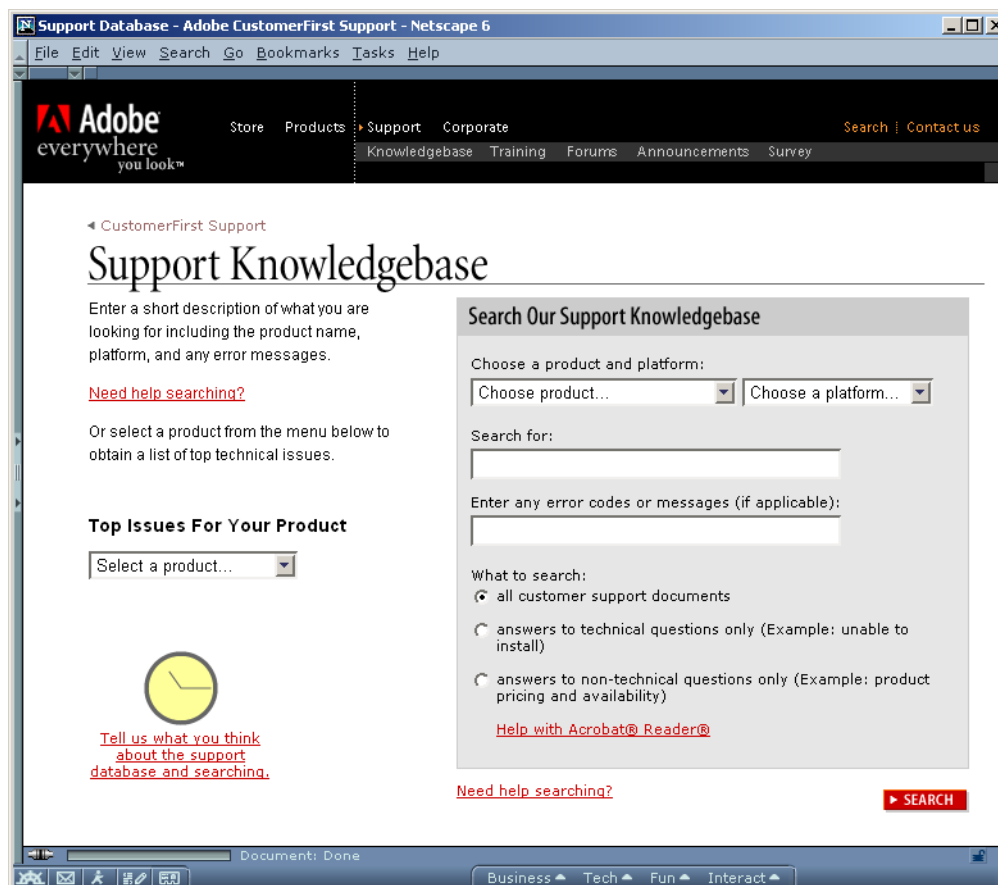 Support Database - Adobe CustomerFirst Support - Netscape 6
File Edit View Search Go Bookmarks Tasks Help
Adobe
everywhere
you look™
Store Products Support Corporate
Search Contact us
Knowledgebase Training Forums Announcements Survey
CustomerFirst Support
Support Knowledgebase
Enter a short description of what you are
looking for including the product name,
platform, and any error messages.
Need help searching?
Or select a product from the menu below to
obtain a list of top technical issues.
Top Issues For Your Product
Select a product...
Tell us what you think
about the support
database and searching.
Search Our Support Knowledgebase
Choose a product and platform:
Choose product... Choose a platform...
Search for:
Enter any error codes or messages (if applicable):
What to search:
all customer support documents
answers to technical questions only (Example: unable to
install)
answers to non-technical questions only (Example: product
pricing and availability)
Help with Acrobat® Reader®
Need help searching?
SEARCH
Document: Done
Business Tech Fun Interact